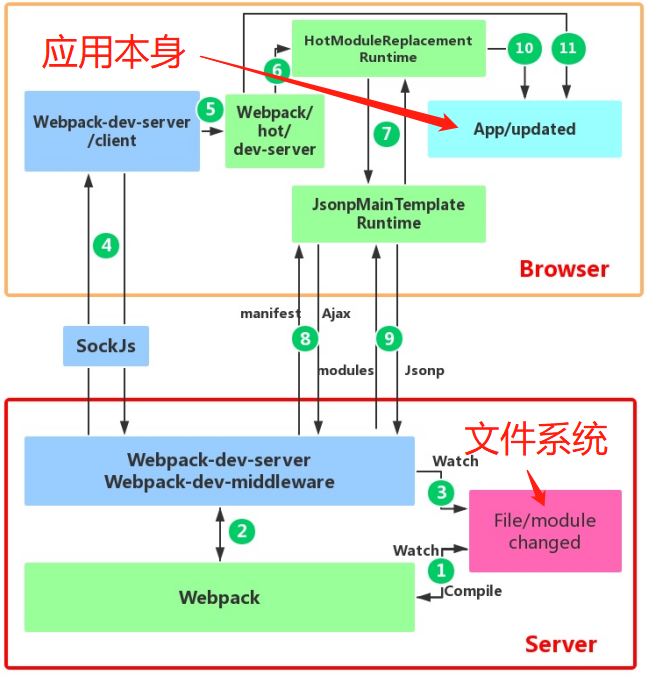 应用本身
HotModuleReplacement
Runtime
10
11
6
5
Webpack-dev-server
/client
Webpack/
hot/
dev-server
App/updated
7
JsonpMainTemplate
Runtime
4
Browser
manifest
Ajax
SockJs
8
9
modules
Jsonp
文件系统
Webpack-dev-server
Webpack-dev-middleware
Watch
3
File/module
changed
2
Watch
1
Compile
Webpack
Server